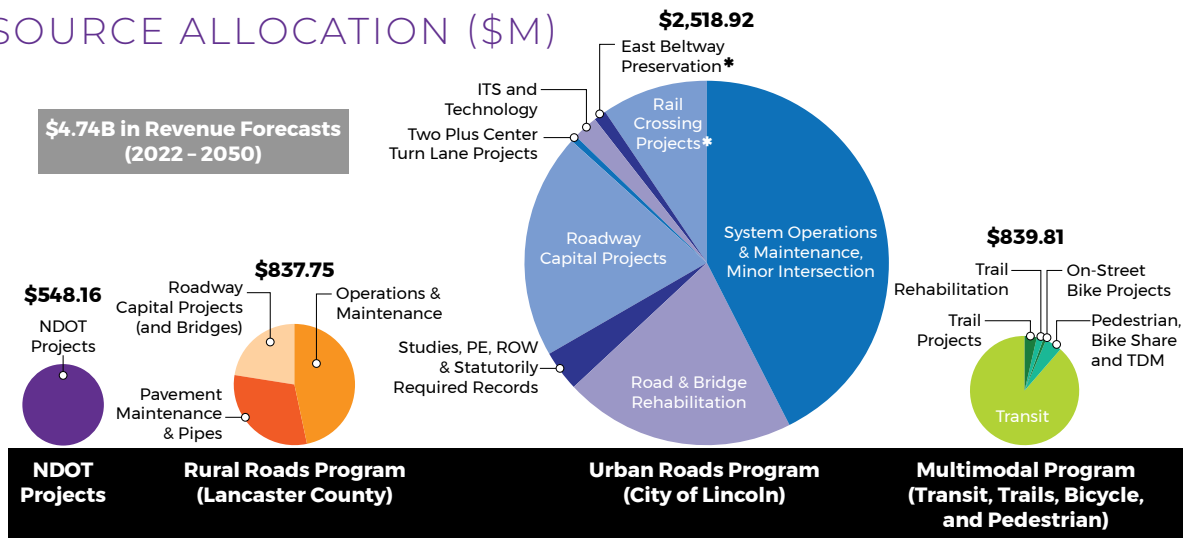 SOURCE ALLOCATION ($M)
$4.74B in Revenue Forecasts
(2022 – 2050)
$548.16
NDOT
Projects
NDOT
Projects
$837.75
Roadway
Capital Projects
(and Bridges)
Operations &
Maintenance
Pavement
Maintenance
& Pipes
Rural Roads Program
(Lancaster County)
$2,518.92
East Beltway
Preservation*
ITS and
Technology
Two Plus Center
Turn Lane Projects
Rail
Crossing
Projects*
Roadway
Capital Projects
System Operations
& Maintenance,
Minor Intersection
Studies, PE, ROW
& Statutorily
Required Records
Road & Bridge
Rehabilitation
Urban Roads Program
(City of Lincoln)
$839.81
Trail
Rehabilitation
On-Street
Bike Projects
Trail
Projects
Pedestrian,
Bike Share
and TDM
Transit
Multimodal Program
(Transit, Trails, Bicycle,
and Pedestrian)